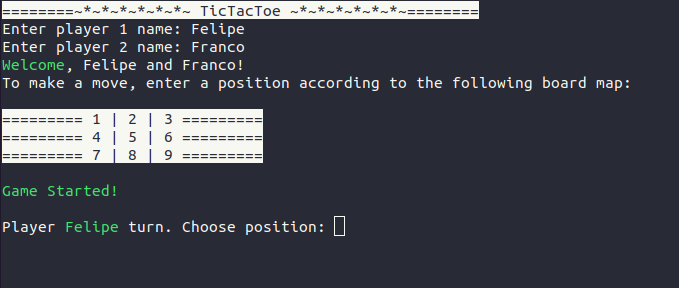 ========~*~*~*~*~*~*~ TicTacToe ~*~*~*~*~*~*~========
Enter player 1 name: Felipe
Enter player 2 name: Franco
Welcome, Felipe and Franco!
To make a move, enter a position according to the following board map:
========= 1 | 2 | 3 =========
========= 4 | 5 | 6 =========
========= 7 | 8 | 9 =========
Game Started!
Player Felipe turn. Choose position: